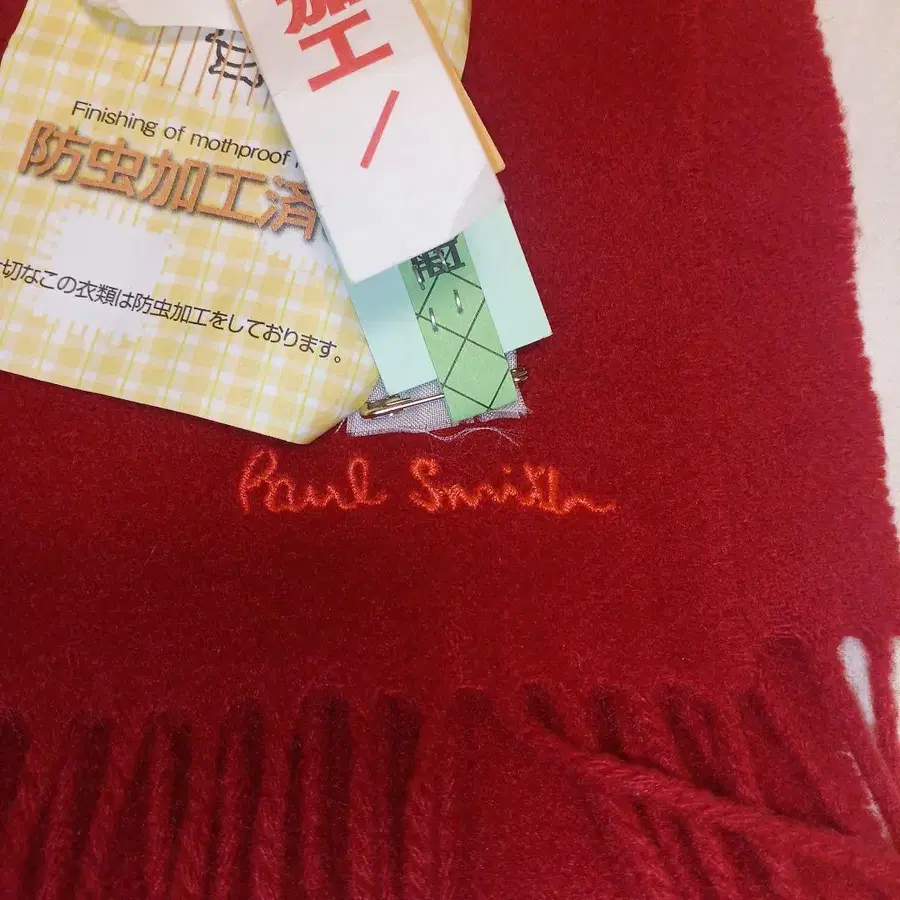 加工
Finishing of mothproof
防虫加工済
切なこの衣類は防虫加工をしております。
Paul Smith